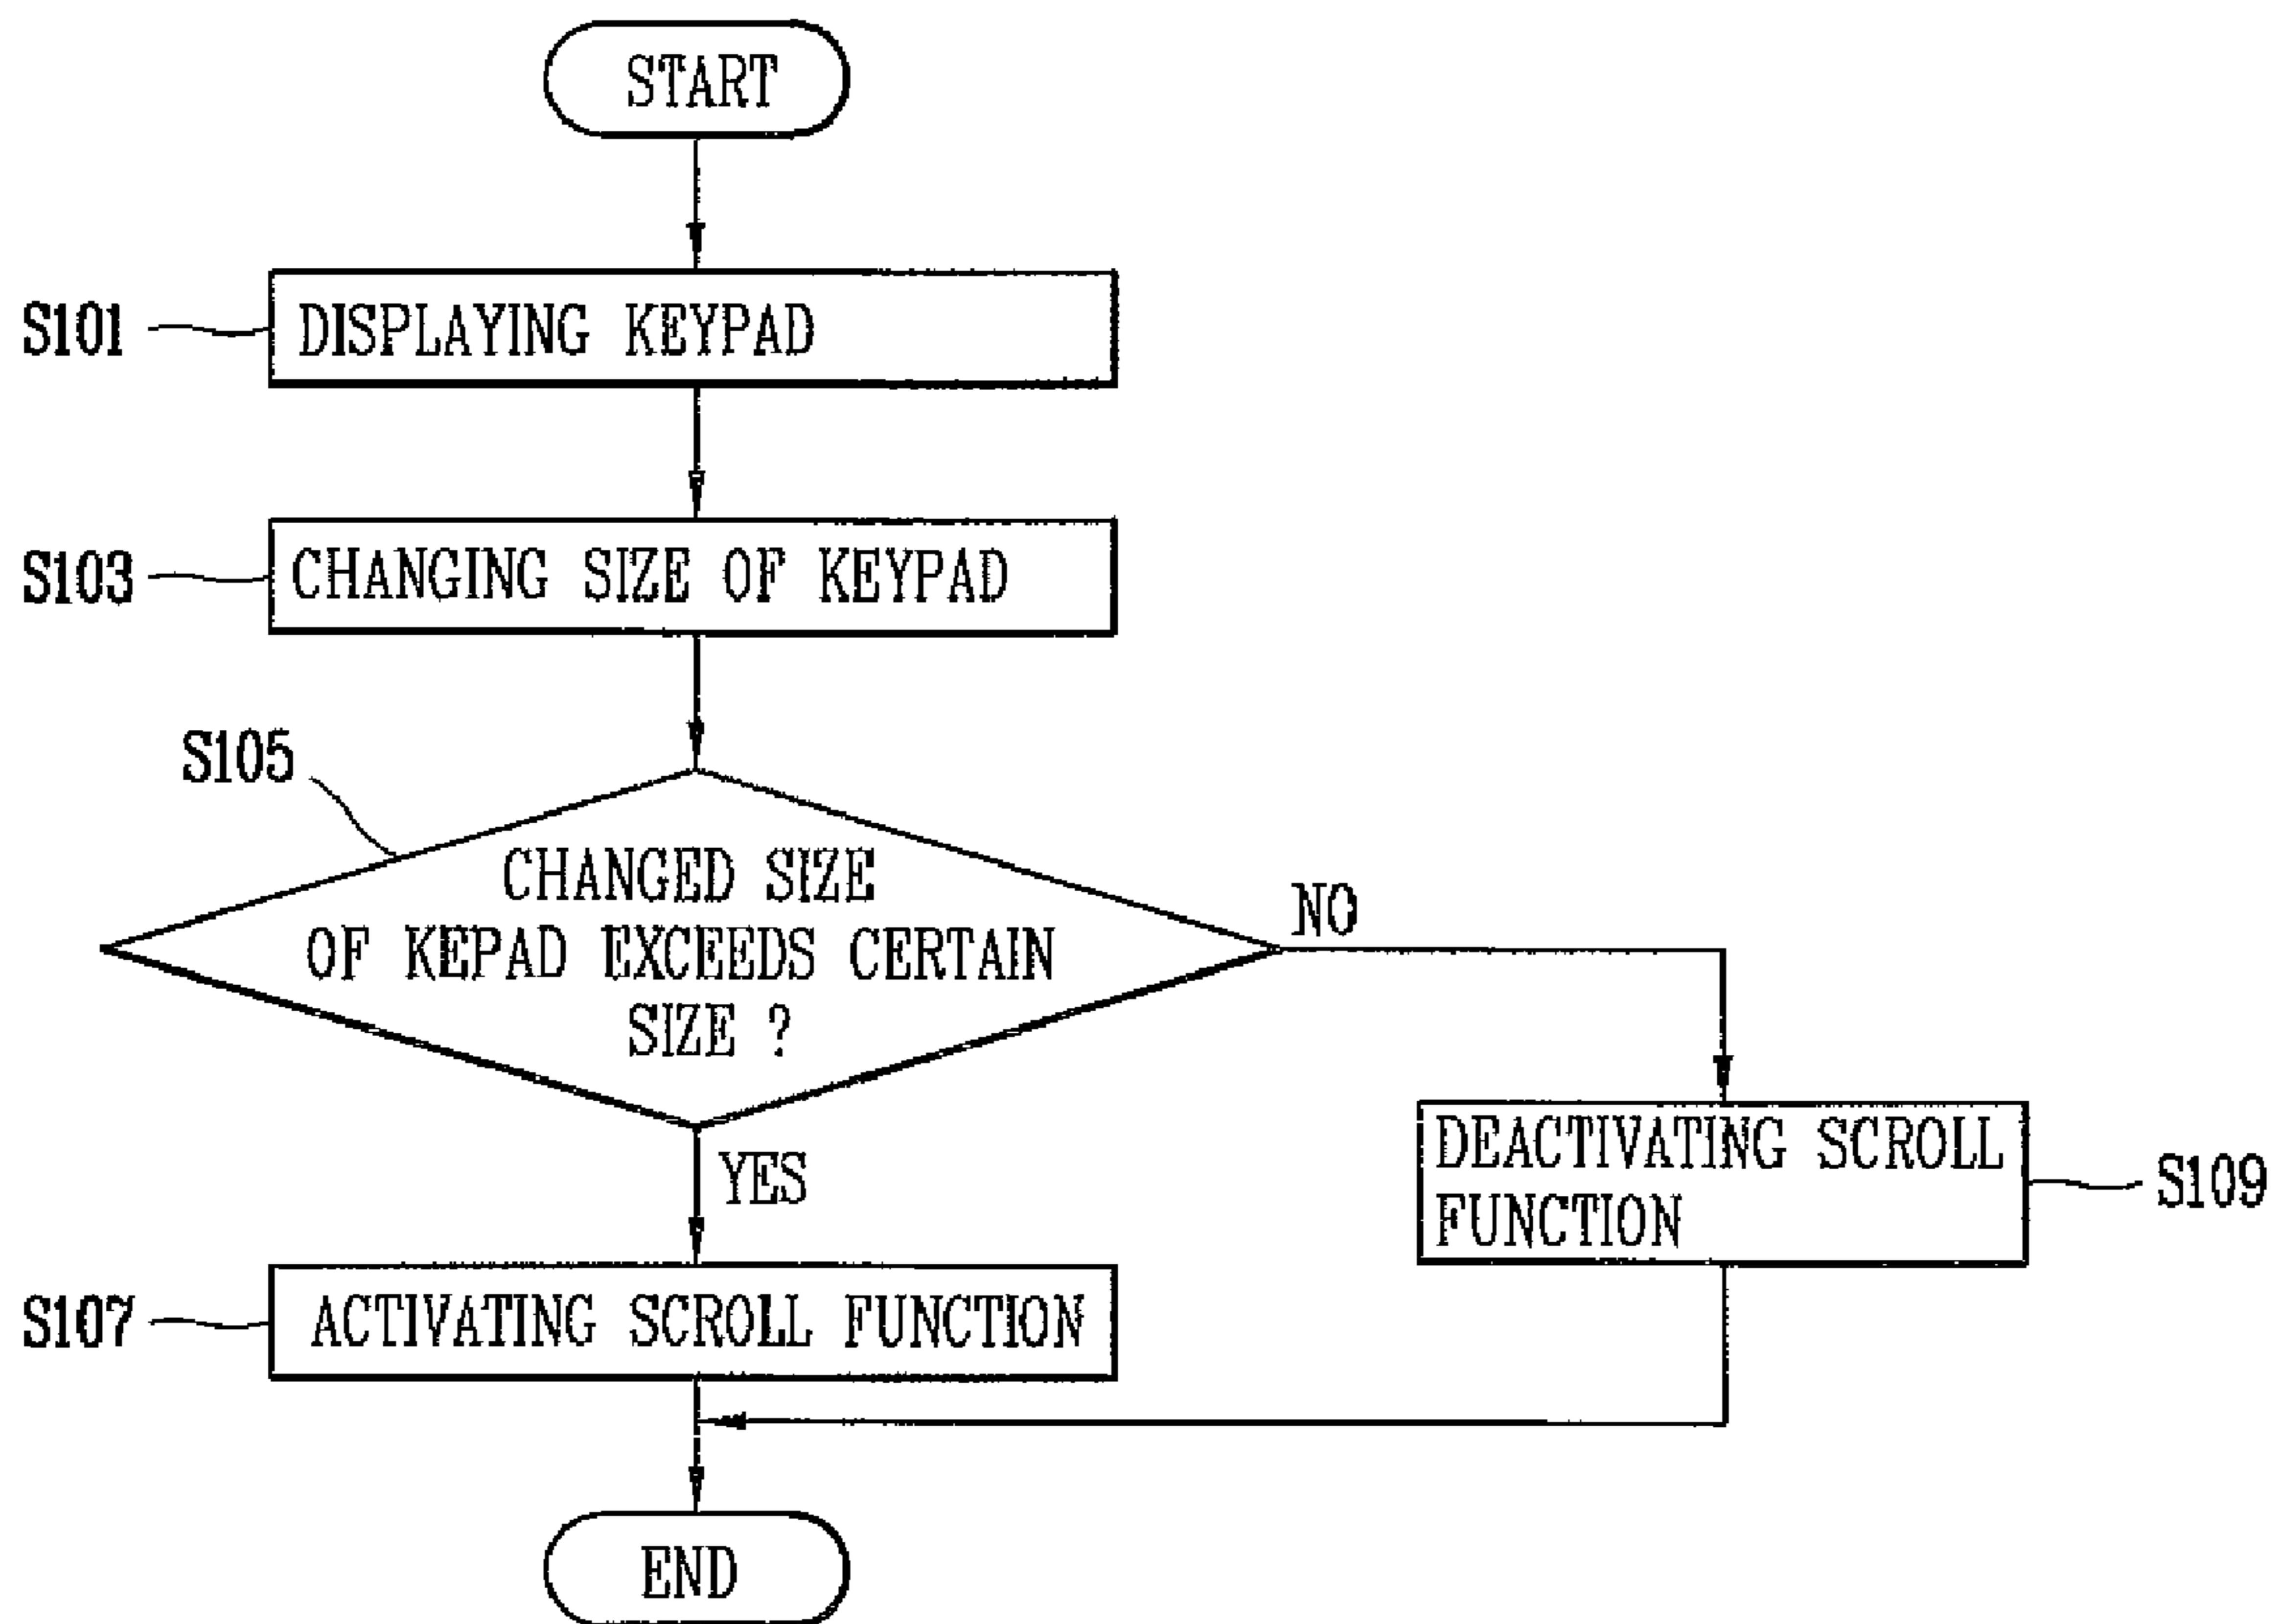 START
S101
DISPLAYING KEYPAD
S103
CHANGING SIZE OF KEYPAD
S105
CHANGED SIZE
OF KEPAD EXCEEDS CERTAIN
SIZE ?
NO
YES
DEACTIVATING SCROLL
FUNCTION
S109
S107
ACTIVATING SCROLL FUNCTION
END